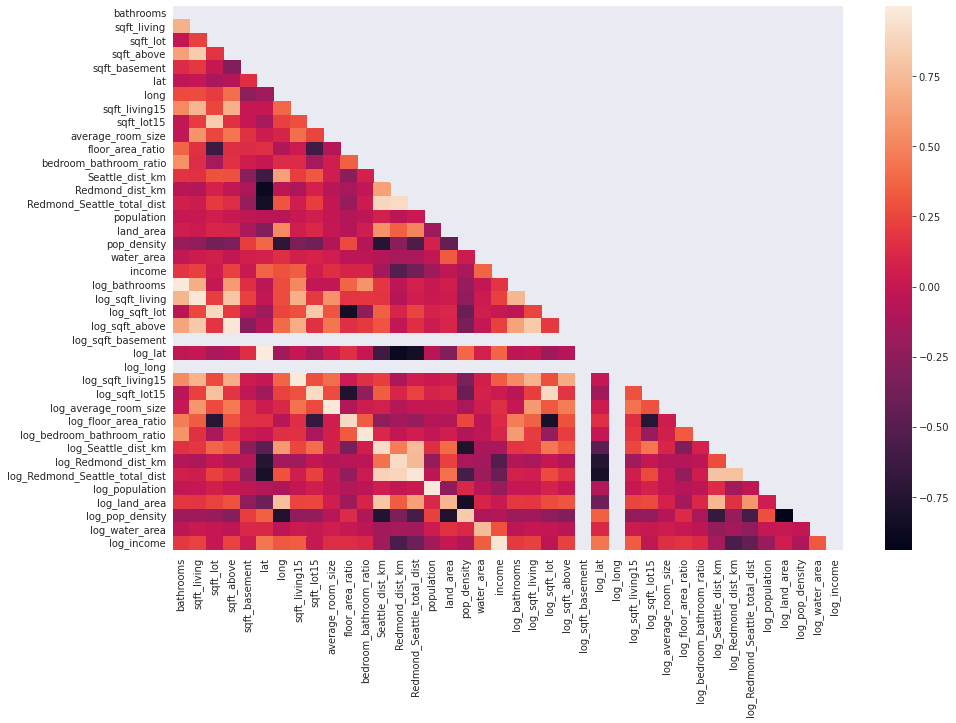 bathrooms
sqft_living
sqft_lot
sqft_above
sqft_basement
lat
long
sqft_living15
sqft_lot15
average_room_size
floor_area_ratio
bedroom_bathroom_ratio
Seattle_dist_km
Redmond_dist_km
Redmond_Seattle_total_dist
population
land_area
pop_density
water_area
income
log_bathrooms
log_sqft_living
log_sqft_lot
log_sqft_above
log_sqft_basement
log_lat
log_long
log_sqft_living15
log_sqft_lot15
log_average_room_size
log_floor_area_ratio
log_bedroom_bathroom_ratio
log_Seattle_dist_km
log_Redmond_dist_km
log_Redmond_Seattle_total_dist
log_population
log_land_area
log_pop_density
log_water_area
log_income
bathrooms
sqft_living
sqft_lot
sqft_above
sqft_basement
lat
long
sqft_living15
sqft_lot15
average_room_size
floor_area_ratio
bedroom_bathroom_ratio
Seattle_dist_km
Redmond_dist_km
Redmond_Seattle_total_dist
population
land_area
pop_density
water_area
income
log_bathrooms
log_sqft_living
log_sqft_lot
log_sqft_above
log_sqft_basement
log_lat
log_long
log_sqft_living15
log_sqft_lot15
log_average_room_size
log_floor_area_ratio
log_bedroom_bathroom_ratio
log_Seattle_dist_km
log_Redmond_dist_km
log_Redmond_Seattle_total_dist
log_population
log_land_area
log_pop_density
log_water_area
log_income
0.75
0.50
0.25
0.00
−0.25
−0.50
−0.75